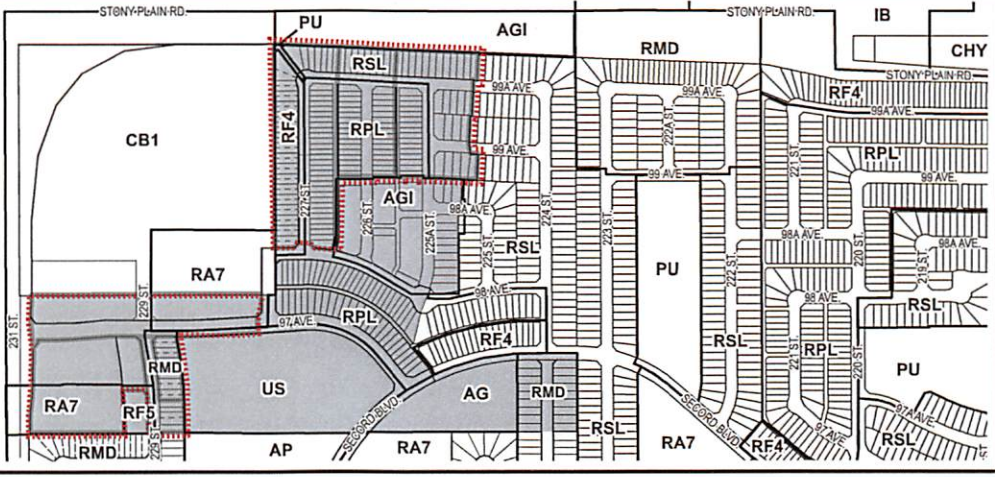 STONY PLAIN RD.
PU
AGI
STONY PLAIN RD.
IB
RMD
CHY
RSL
STONY PLAIN RD.
99A AVE.
99A AVE.
RF4
99A AVE.
CB1
RF4
RPL
222A ST.
221 ST.
RPL
99 AVE.
99 AVE.
99 AVE.
227 ST.
AGI
226 ST.
225A ST.
98A AVE.
224 ST.
223 ST.
225 ST.
RSL
98A AVE.
220 ST.
98A AVE.
219 ST.
RA7
PU
222 ST.
229 ST.
98 AVE.
98 AVE.
RSL
231 ST.
97 AVE.
RPL
RF4
RSL
221 ST.
RPL
220 ST.
RMD
PU
US
AG
RMD
RA7
RF5
97A AVE.
229 ST.
SECORD BLVD.
RSL
SECORD BLVD
97 AVE.
RSL
RMD
AP
RA7
RA7
RF4